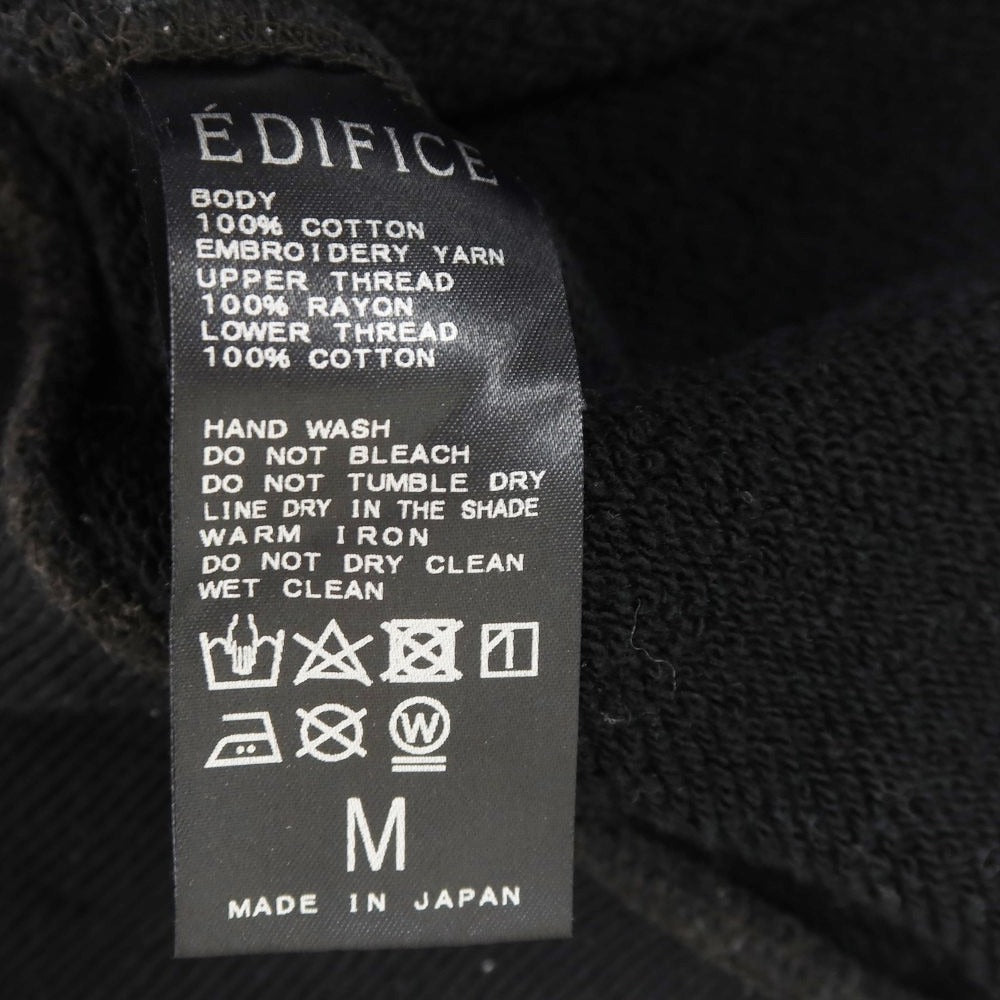 ÉDIFICE
BODY
100% COTTON
EMBROIDERY YARN
UPPER THREAD
100% RAYON
LOWER THREAD
100% COTTON
HAND WASH
DO NOT BLEACH
DO NOT TUMBLE DRY
LINE DRY IN THE SHADE
WARM IRON
DO NOT DRY CLEAN
WET CLEAN
W
M
MADE IN JAPAN